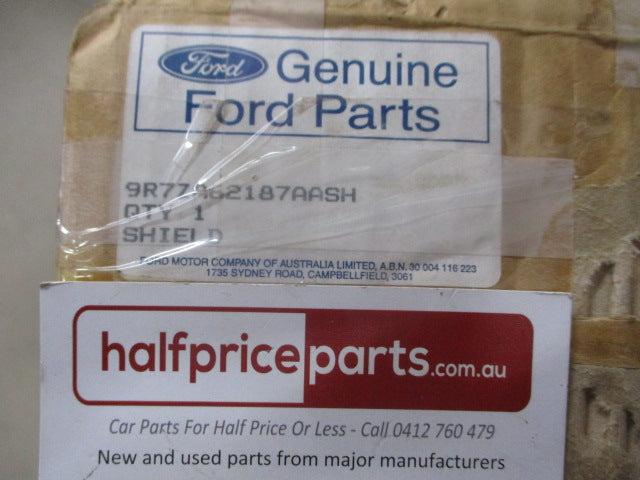 Ford Genuine
Ford Parts
9R77A62187AASH
QTY 1
SHIELD
FORD MOTOR COMPANY OF AUSTRALIA LIMITED, A.B.N. 30 004 116 223
1735 SYDNEY ROAD, CAMPBELLFIELD, 3061
halfpriceparts.com.au
Car Parts For Half Price Or Less - Call 0412 760 479
New and used parts from major manufacturers